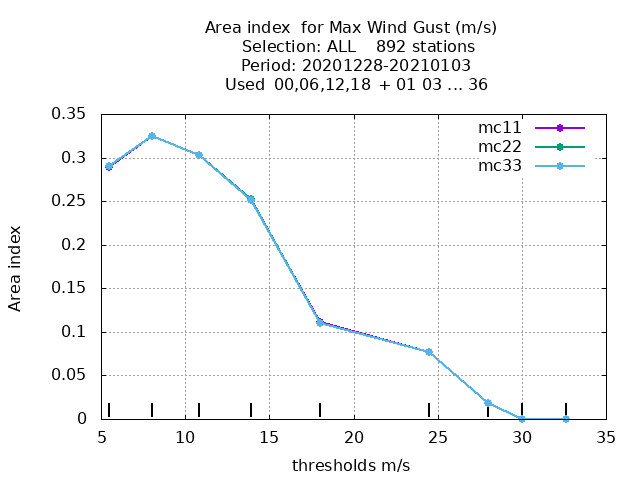 Area index  for Max Wind Gust (m/s)
Selection: ALL    892 stations
Period: 20201228-20210103
Used  00,06,12,18  + 01 03 ... 36
0.35
0.3
0.25
0.2
0.15
0.1
0.05
0
mc11
mc22
mc33
Area index
5 10 15 20 25 30 35
thresholds m/s